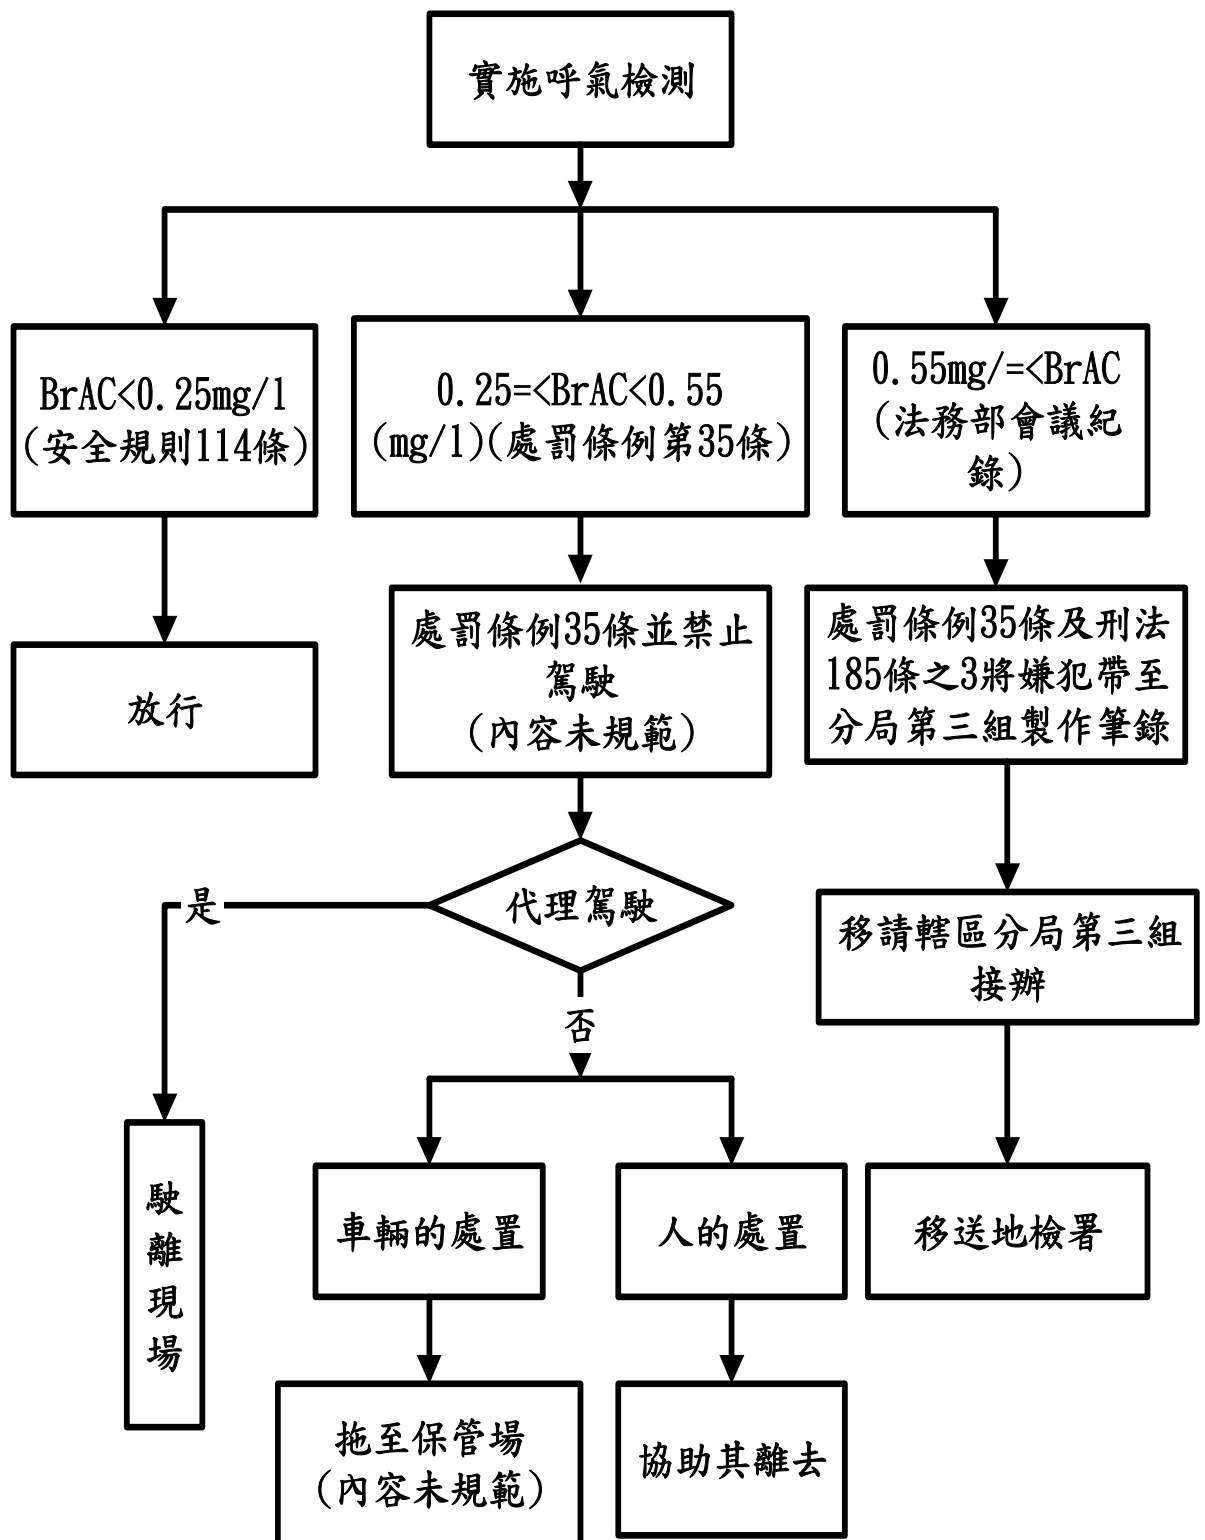 實施呼氣檢測
BrAC<0.25mg/l
(安全規則114條)
0.25=<BrAC<0.55
(mg/l)(處罰條例第35條)
0.55mg/=<BrAC
(法務部會議紀
錄)
放行
處罰條例35條並禁止
駕駛
(內容未規範)
處罰條例35條及刑法
185條之3將嫌犯帶至
分局第三組製作筆錄
代理駕駛
是
否
移請轄區分局第三組
接辦
駛
離
現
場
車輛的處置
人的處置
移送地檢署
拖至保管場
(內容未規範)
協助其離去